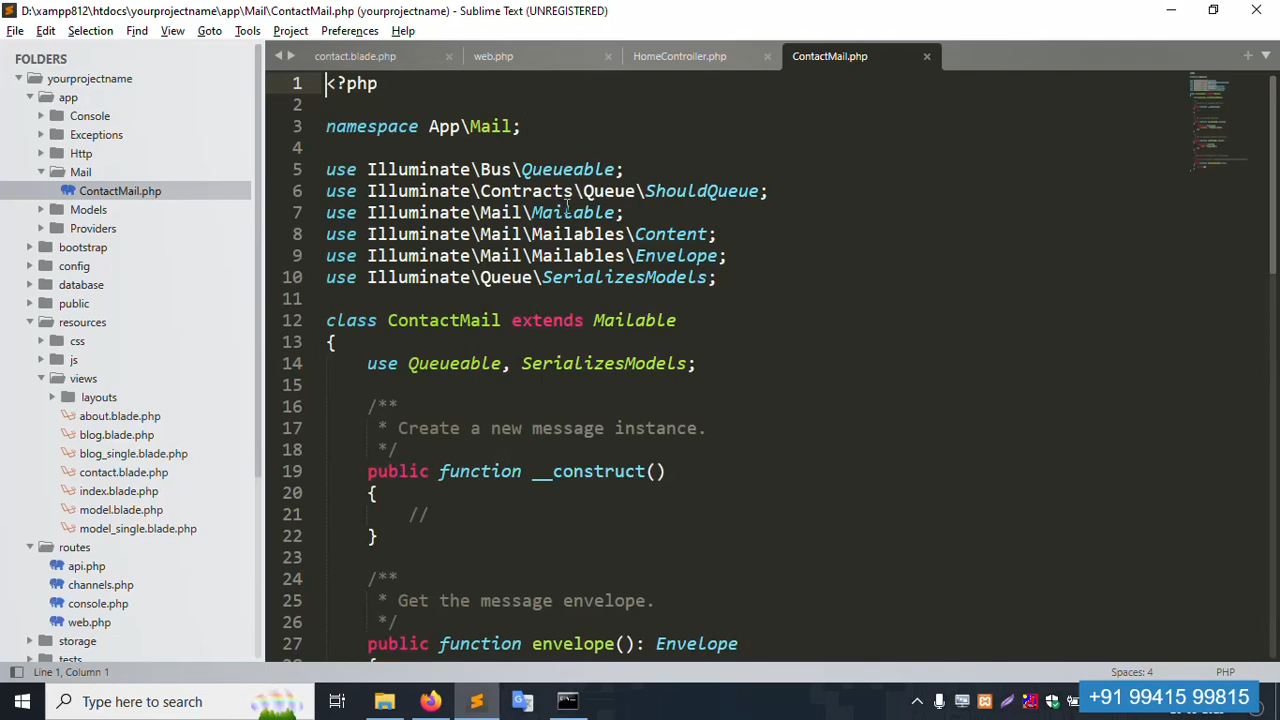 D:\xampp812\htdocs\yourprojectname\app\Mail\ContactMail.php (yourprojectname) - Sublime Text (UNREGISTERED)
File Edit Selection Find View Goto Tools Project Preferences Help
FOLDERS
yourprojectname
app
Console
Exceptions
Http
Mail
ContactMail.php
Models
Providers
bootstrap
config
database
public
resources
css
js
views
layouts
about.blade.php
blog.blade.php
blog_single.blade.php
contact.blade.php
index.blade.php
model.blade.php
model_single.blade.php
routes
api.php
channels.php
console.php
web.php
storage
tests
contact.blade.php web.php HomeController.php ContactMail.php
1 <?php
2
3 namespace App\Mail;
4
5 use Illuminate\Bus\Queueable;
6 use Illuminate\Contracts\Queue\ShouldQueue;
7 use Illuminate\Mail\Mailable;
8 use Illuminate\Mail\Mailables\Content;
9 use Illuminate\Mail\Mailables\Envelope;
10 use Illuminate\Queue\SerializesModels;
11
12 class ContactMail extends Mailable
13 {
14 use Queueable, SerializesModels;
15
16 /**
17 * Create a new message instance.
18 */
19 public function __construct()
20 {
21 //
22 }
23
24 /**
25 * Get the message envelope.
26 */
27 public function envelope(): Envelope
Line 1, Column 1 Spaces: 4 PHP
Type here to search
+91 99415 99815